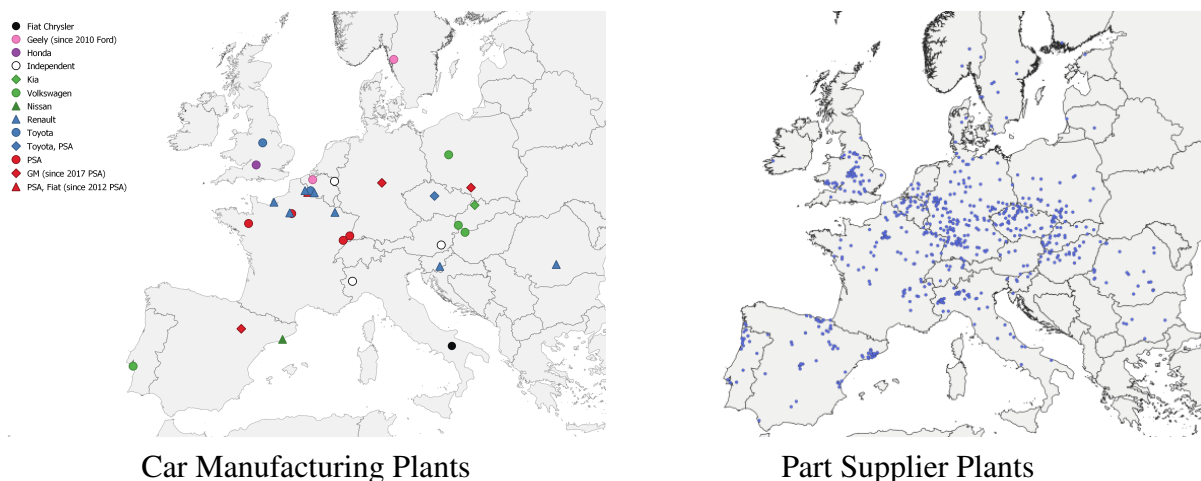 Fiat Chrysler
Geely (since 2010 Ford)
Honda
Independent
Kia
Volkswagen
Nissan
Renault
Toyota
Toyota, PSA
PSA
GM (since 2017 PSA)
PSA, Fiat (since 2012 PSA)
Car Manufacturing Plants
Part Supplier Plants